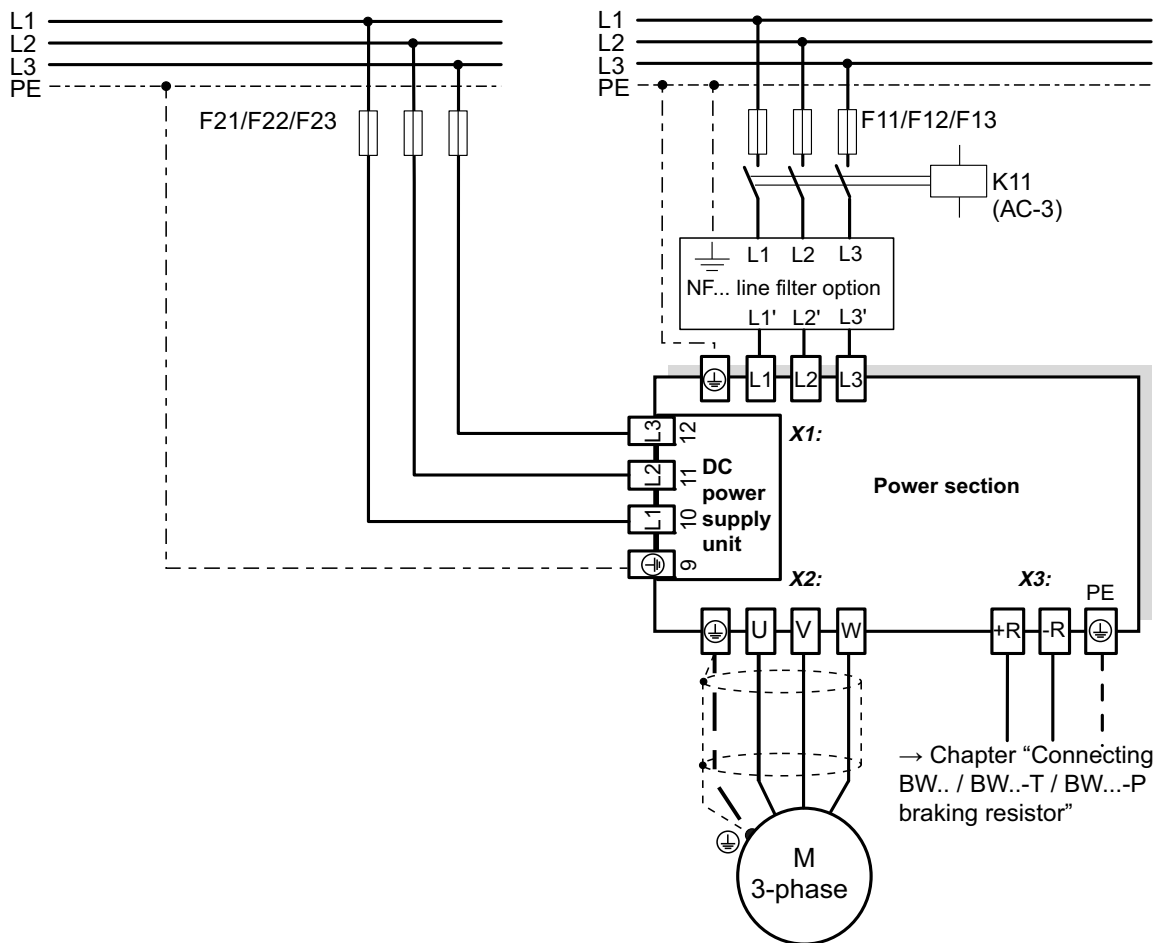 L1
L2
L3
PE
F21/F22/F23
L1
L2
L3
PE
F11/F12/F13
K11
(AC-3)
L1 L2 L3
NF... line filter option
L1' L2' L3'
L1 L2 L3
X1:
L3 12
L2 11
L1 10
9
DC
power
supply
unit
Power section
X2:
X3:
PE
U V W
+R -R
→ Chapter “Connecting
BW.. / BW..-T / BW...-P
braking resistor”
M
3-phase